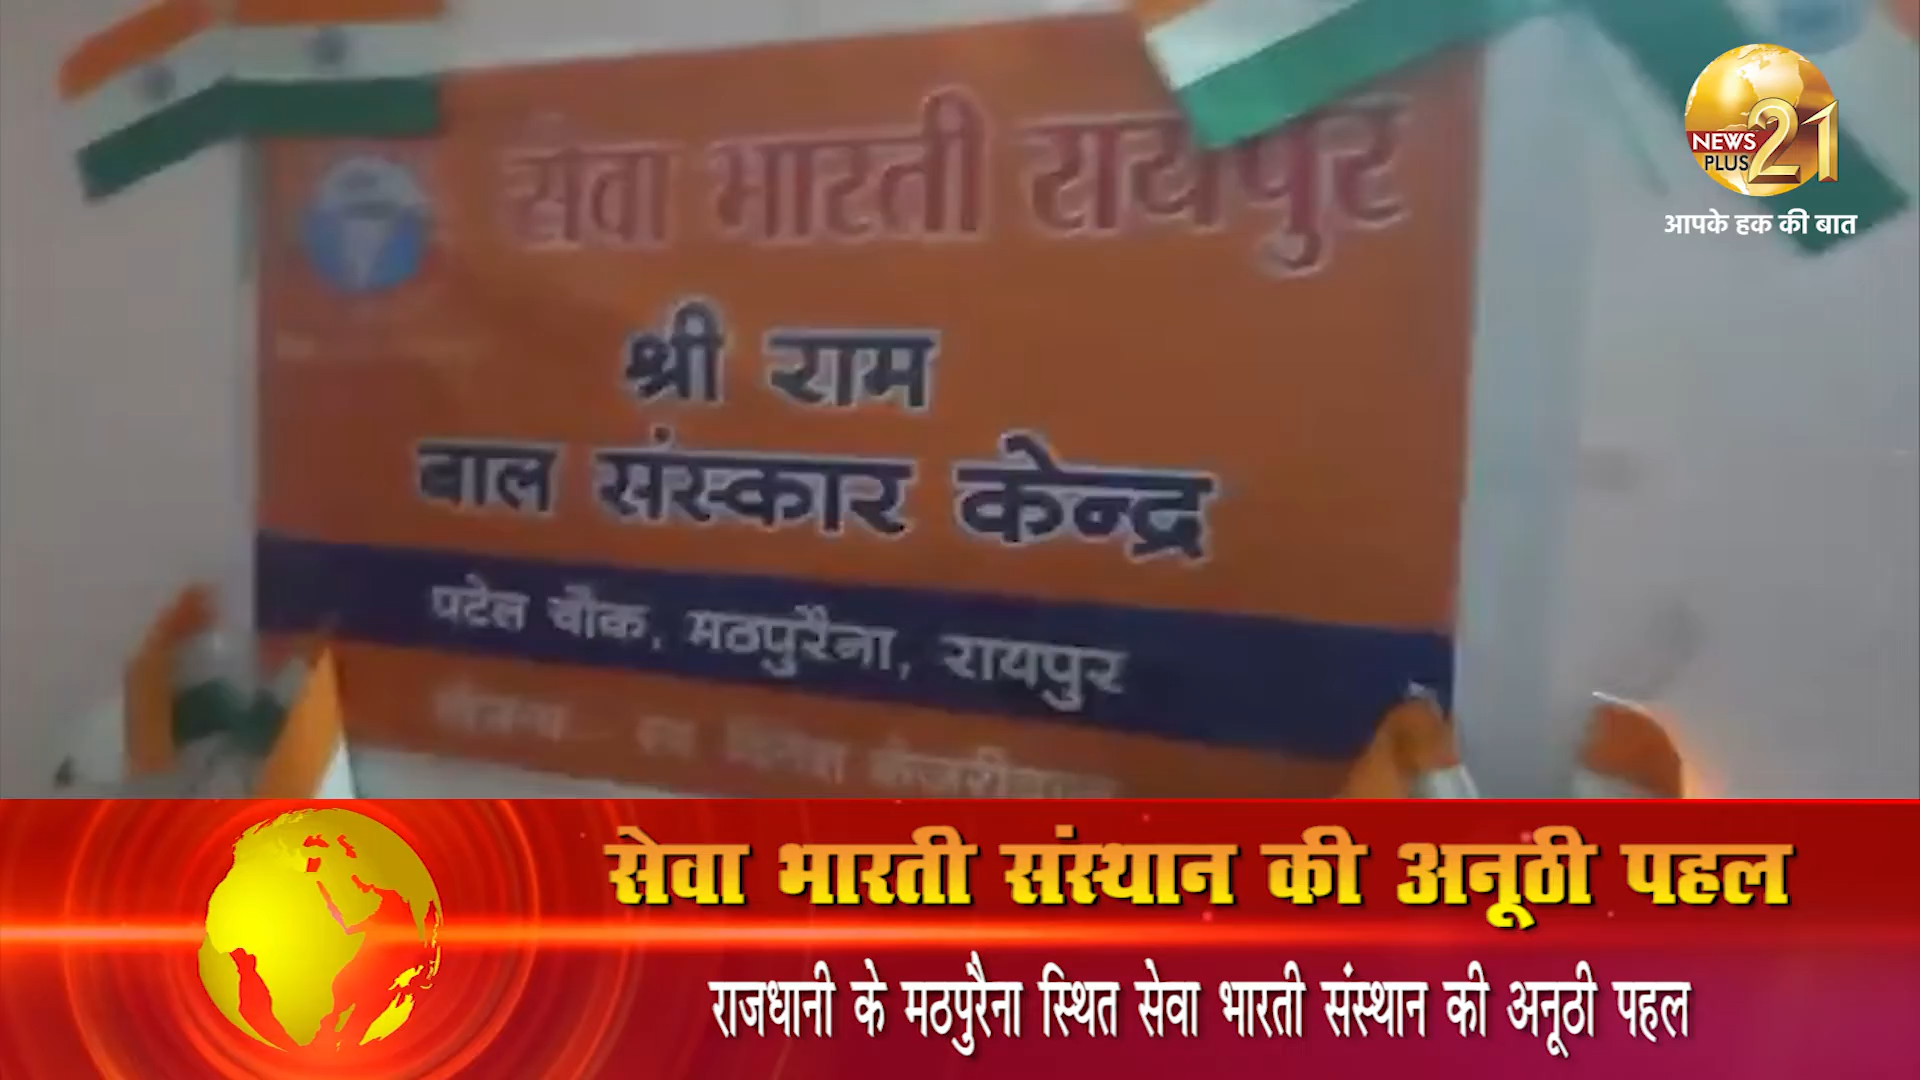 सेवा भारती रायपुर
श्री राम
बाल संस्कार केन्द्र
पटेल चौक, मठपुरैना, रायपुर
NEWS
PLUS 21
आपके हक की बात
सेवा भारती संस्थान की अनूठी पहल
राजधानी के मठपुरैना स्थित सेवा भारती संस्थान की अनूठी पहल